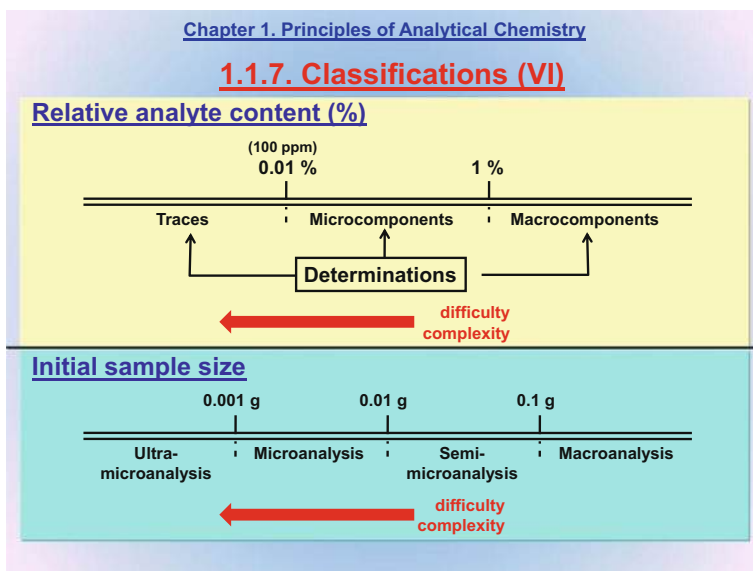 Chapter 1. Principles of Analytical Chemistry
1.1.7. Classifications (VI)
Relative analyte content (%)
(100 ppm)
0.01 % 1 %
Traces Microcomponents Macrocomponents
Determinations
difficulty
complexity
Initial sample size
0.001 g 0.01 g 0.1 g
Ultra- Microanalysis Semi- Macroanalysis
microanalysis microanalysis
difficulty
complexity